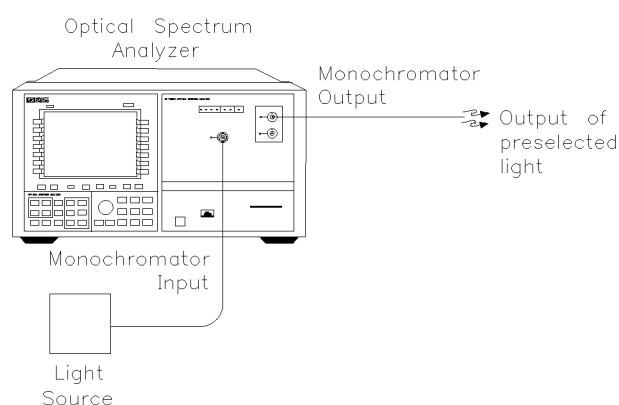 Optical Spectrum
Analyzer
Monochromator
Output
Output of
preselected
light
Monochromator
Input
Light
Source